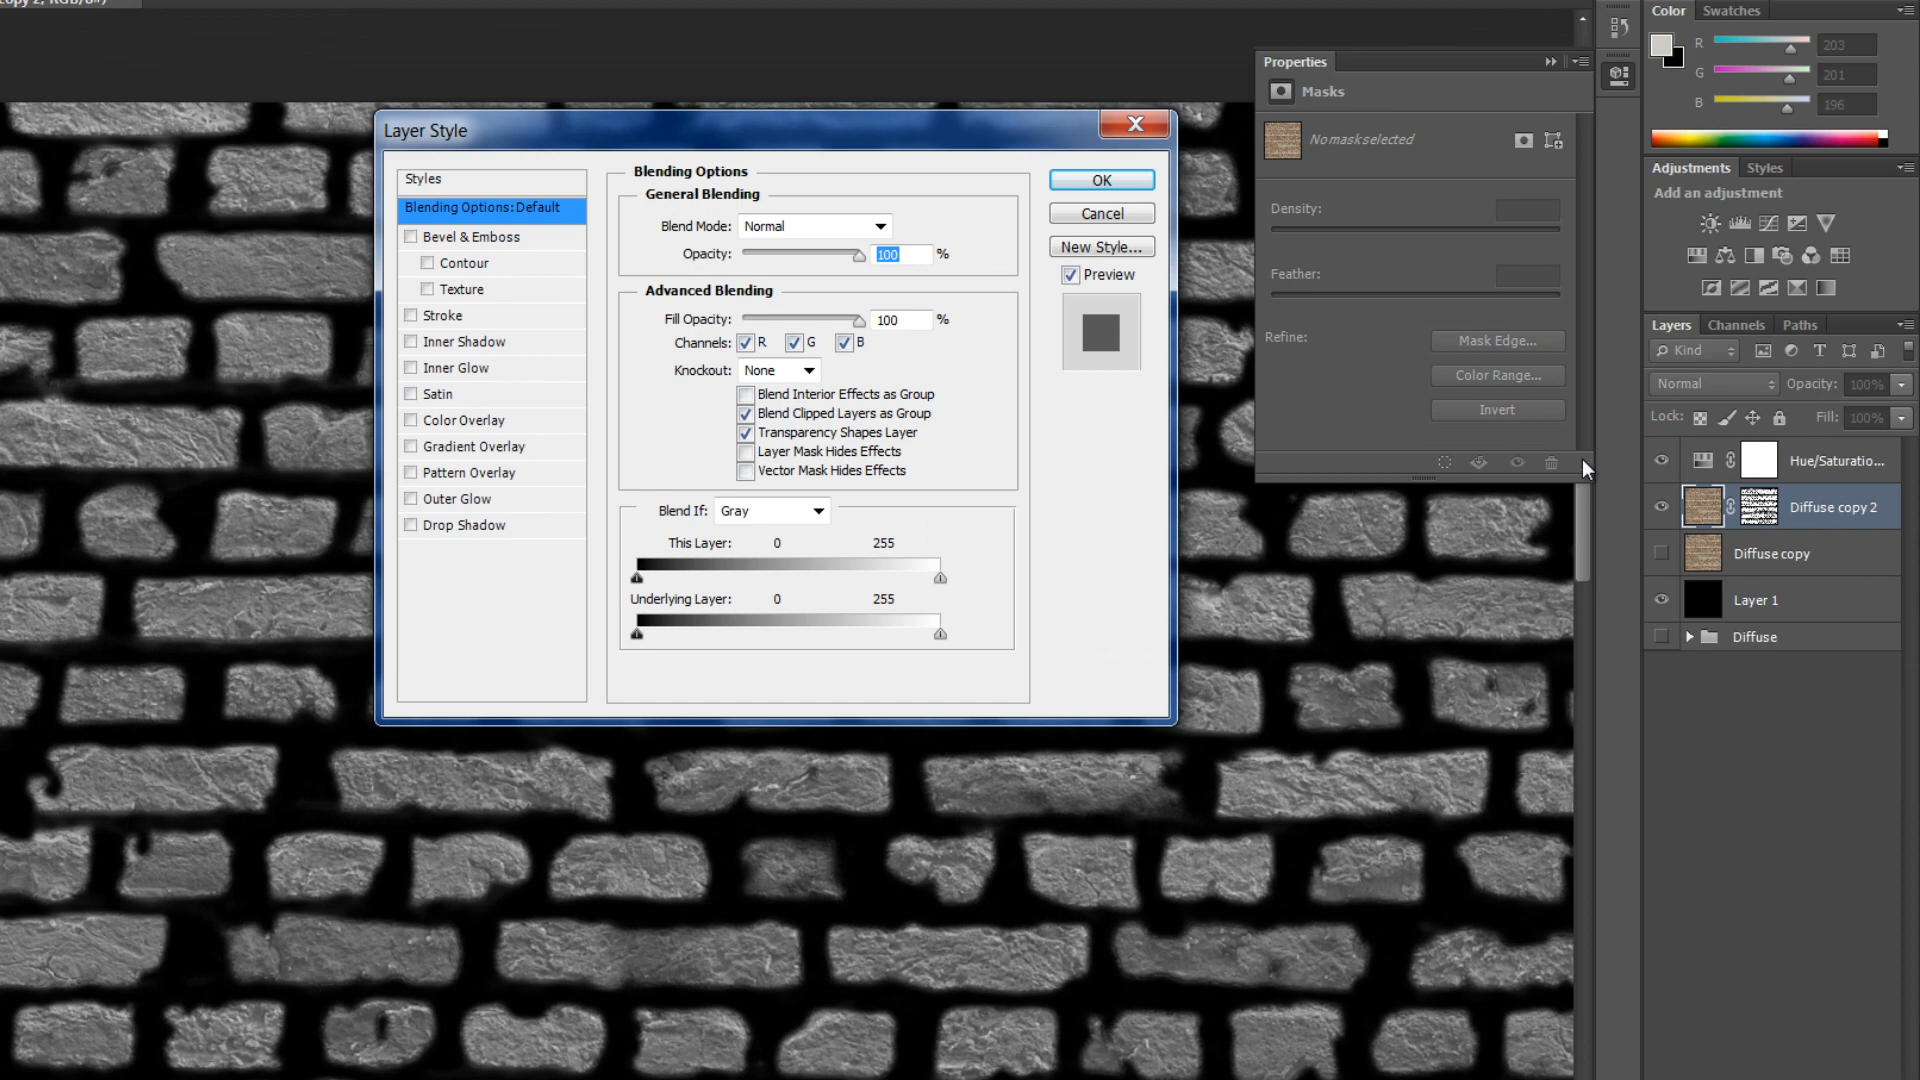 Layer Style
Styles
Blending Options: Default
Bevel & Emboss
Contour
Texture
Stroke
Inner Shadow
Inner Glow
Satin
Color Overlay
Gradient Overlay
Pattern Overlay
Outer Glow
Drop Shadow
Blending Options
General Blending
Blend Mode: Normal
Opacity: 100 %
Advanced Blending
Fill Opacity: 100 %
Channels: R G B
Knockout: None
Blend Interior Effects as Group
Blend Clipped Layers as Group
Transparency Shapes Layer
Layer Mask Hides Effects
Vector Mask Hides Effects
Blend If: Gray
This Layer: 0 255
Underlying Layer: 0 255
OK
Cancel
New Style...
Preview
Properties
Masks
No mask selected
Density:
Feather:
Refine:
Mask Edge...
Color Range...
Invert
Color Swatches
R 203
G 201
B 196
Adjustments Styles
Add an adjustment
Layers Channels Paths
Kind
Normal Opacity: 100%
Lock: Fill: 100%
Hue/Saturatio...
Diffuse copy 2
Diffuse copy
Layer 1
Diffuse